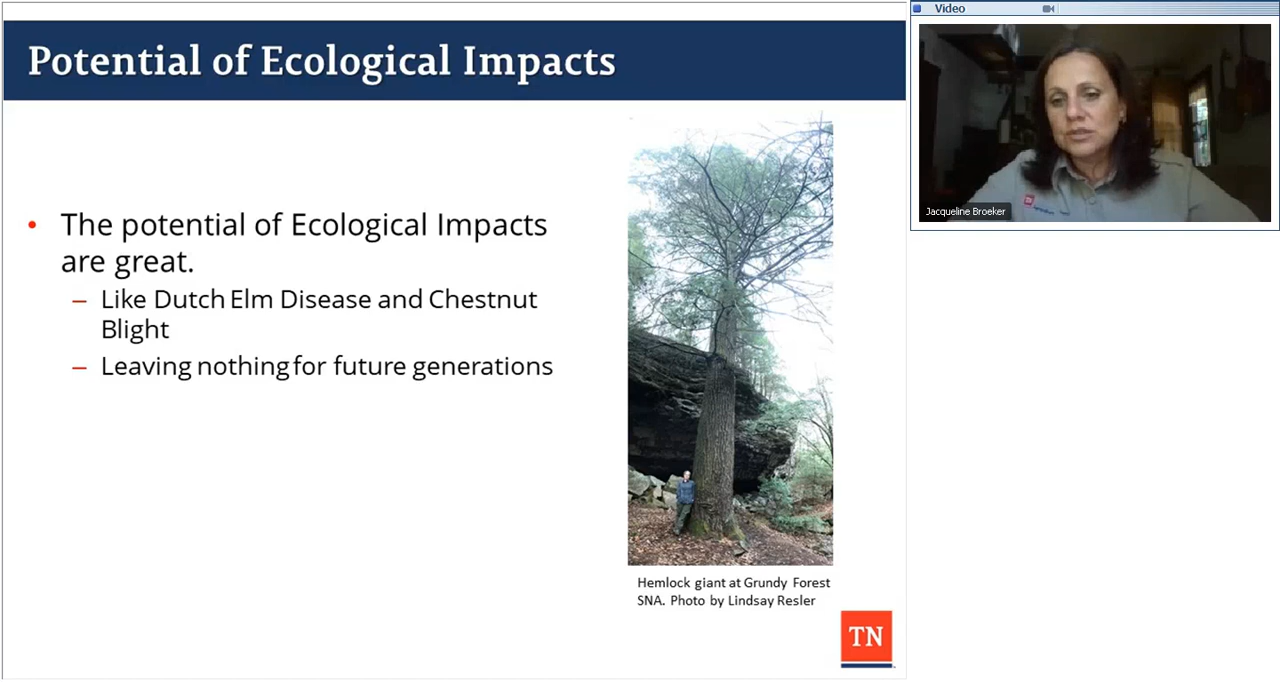 Potential of Ecological Impacts
• The potential of Ecological Impacts
are great.
– Like Dutch Elm Disease and Chestnut
Blight
– Leaving nothing for future generations
Hemlock giant at Grundy Forest
SNA. Photo by Lindsay Resler
TN
Video
Jacqueline Broeker